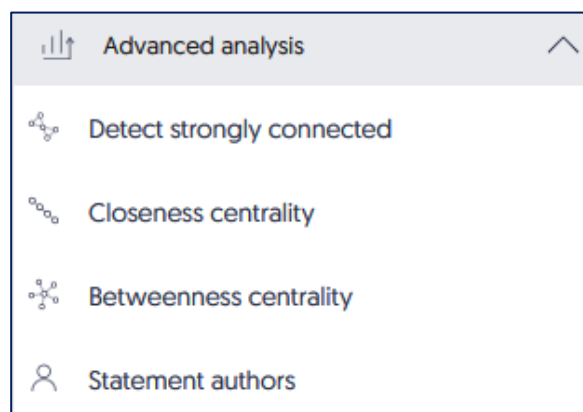 Advanced analysis
Detect strongly connected
Closeness centrality
Betweenness centrality
Statement authors